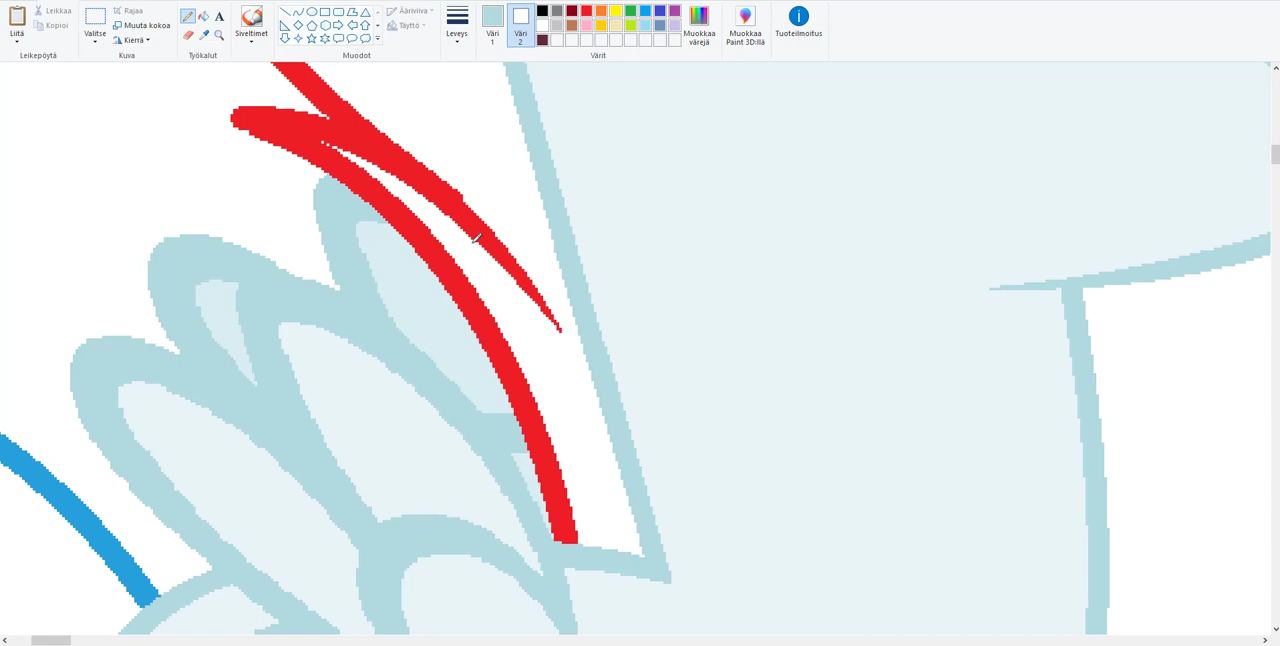 Liitä
Leikkaa
Kopioi
Leikepöytä
Valitse
Rajaa
Muuta kokoa
Kierrä
Kuva
A
Työkalut
Siveltimet
Ääriviiva
Täyttö
Muodot
Leveys
Väri 1
Väri 2
Muokkaa värejä
Värit
Muokkaa Paint 3D:llä
Tuoteilmoitus